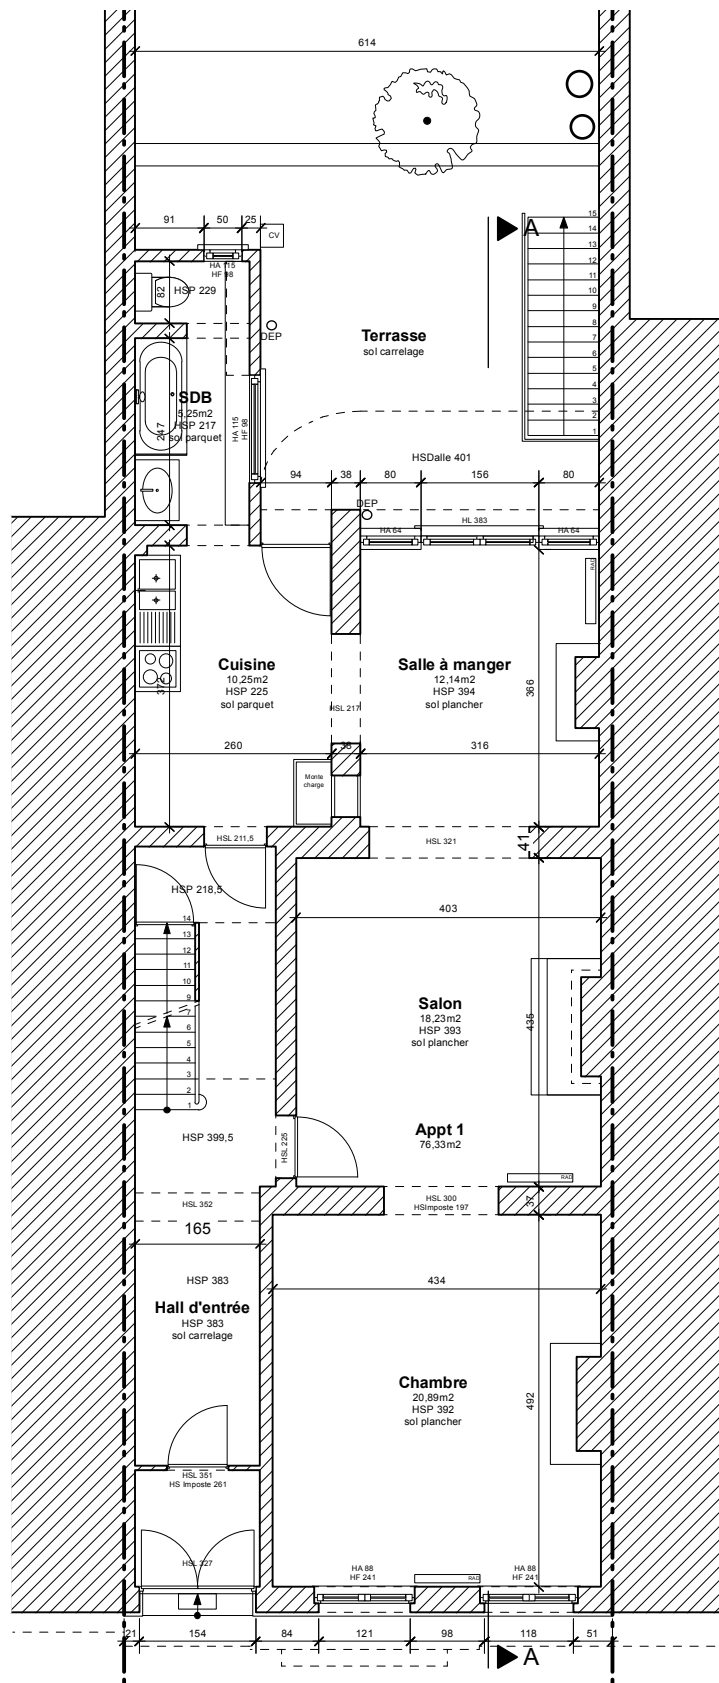 614
91
50
25
CV
A
15
14
13
12
11
10
9
8
7
6
5
4
3
2
1
HA 115
HF 98
82
HSP 229
DEP
Terrasse
sol carrelage
SDB
5,25m2
HSP 217
sol parquet
247
HA 115
HF 98
HSDalle 401
94
38
80
156
80
DEP
HL 383
HA 64
HA 64
RAD
Cuisine
10,25m2
HSP 225
sol parquet
372
Salle à manger
12,14m2
HSP 394
sol plancher
366
HSL 217
260
38
316
Monte
charge
HSL 211,5
HSL 321
41
HSP 218,5
403
14
13
12
11
10
9
7
6
5
4
3
2
1
Salon
18,23m2
HSP 393
sol plancher
435
Appt 1
76,33m2
HSP 399,5
HSL 225
RAD
HSL 352
HSL 300
HSImposte 197
37
165
HSP 383
434
Hall d'entrée
HSP 383
sol carrelage
Chambre
20,89m2
HSP 392
sol plancher
492
HSL 351
HS Imposte 261
HSL 327
HA 88
HF 241
RAD
HA 88
HF 241
21
154
84
121
98
118
51
A